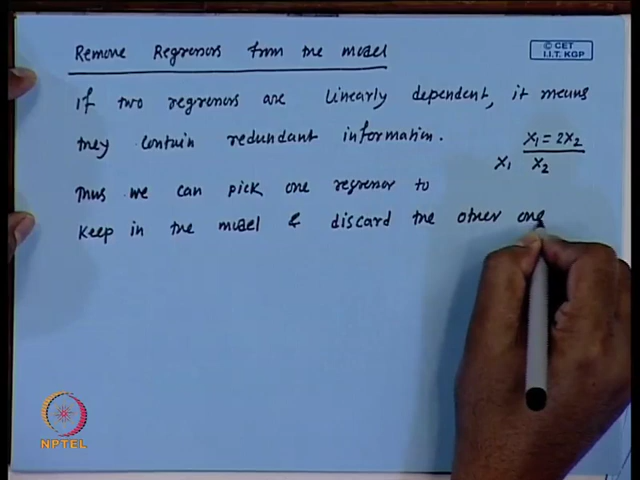 Remove Regressors from the model
© CET
I.I.T. KGP
If two regressors are linearly dependent, it means
they contain redundant information.
X₁ = 2X₂
X₁ X₂
Thus we can pick one regressor to
keep in the model & discard the other one
NPTEL